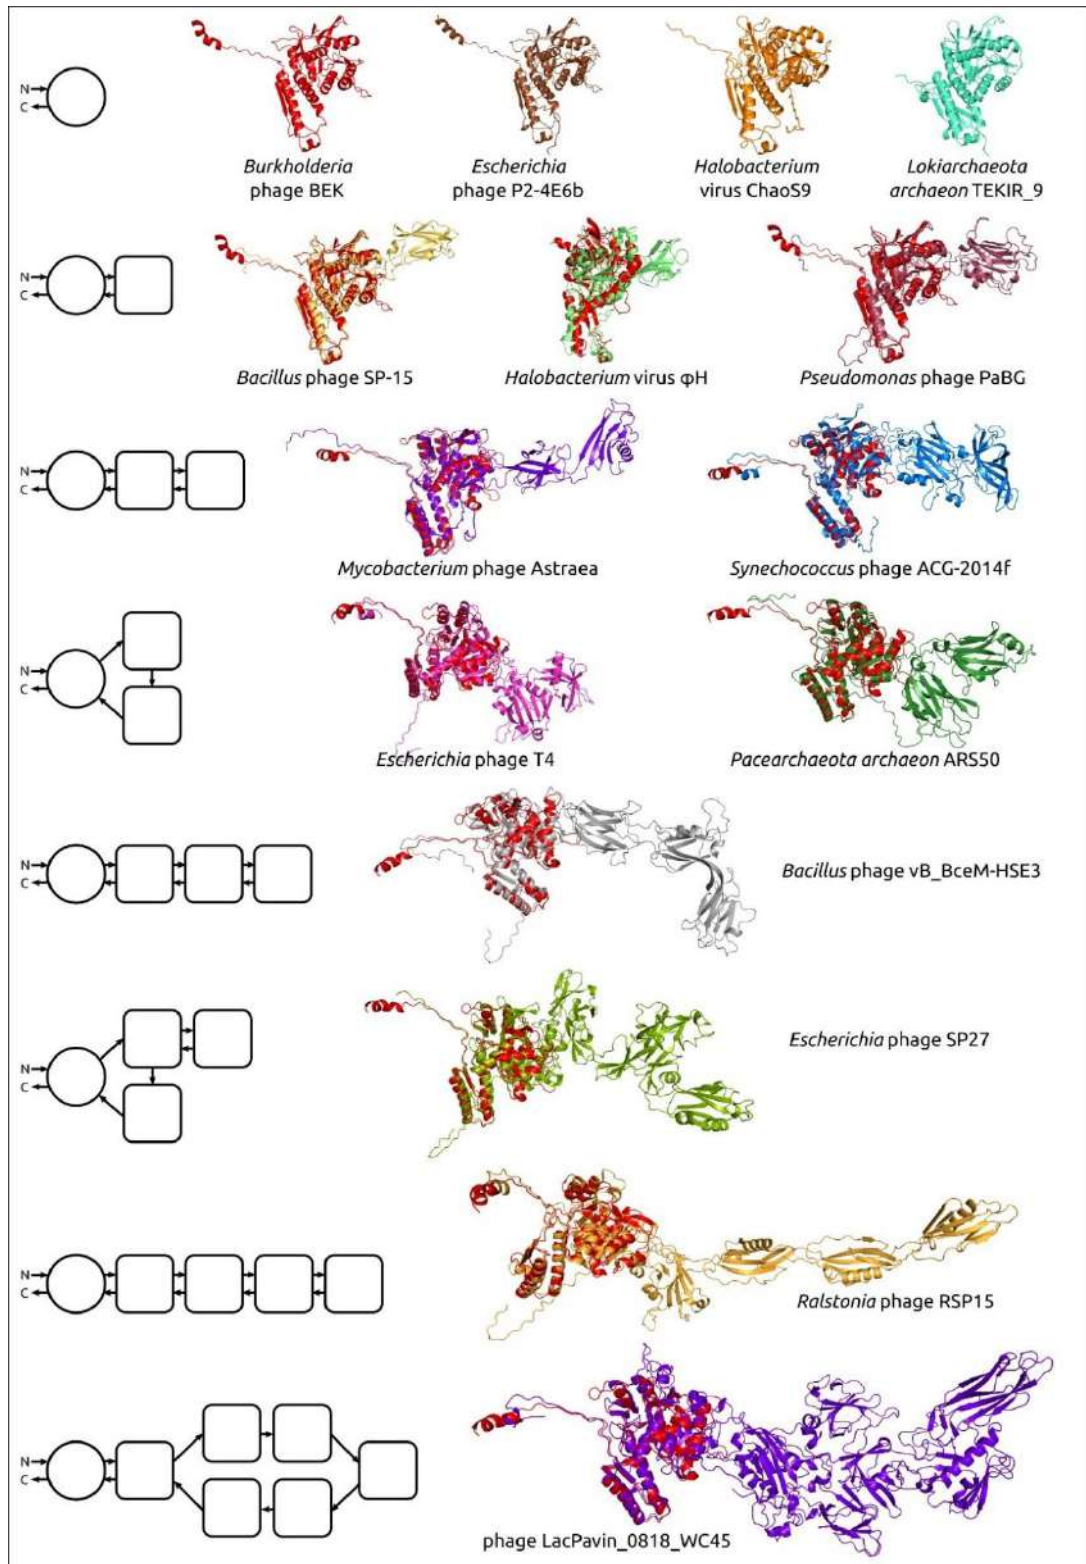 N
C
Burkholderia
phage BEK
Escherichia
phage P2-4E6b
Halobacterium
virus ChaoS9
Lokiarchaeota
archaeon TEKIR_9
N
C
Bacillus phage SP-15
Halobacterium virus φH
Pseudomonas phage PaBG
N
C
Mycobacterium phage Astraea
Synechococcus phage ACG-2014f
N
C
Escherichia phage T4
Pacearchaeota archaeon ARS50
N
C
Bacillus phage vB_BceM-HSE3
N
C
Escherichia phage SP27
N
C
Ralstonia phage RSP15
N
C
phage LacPavin_0818_WC45